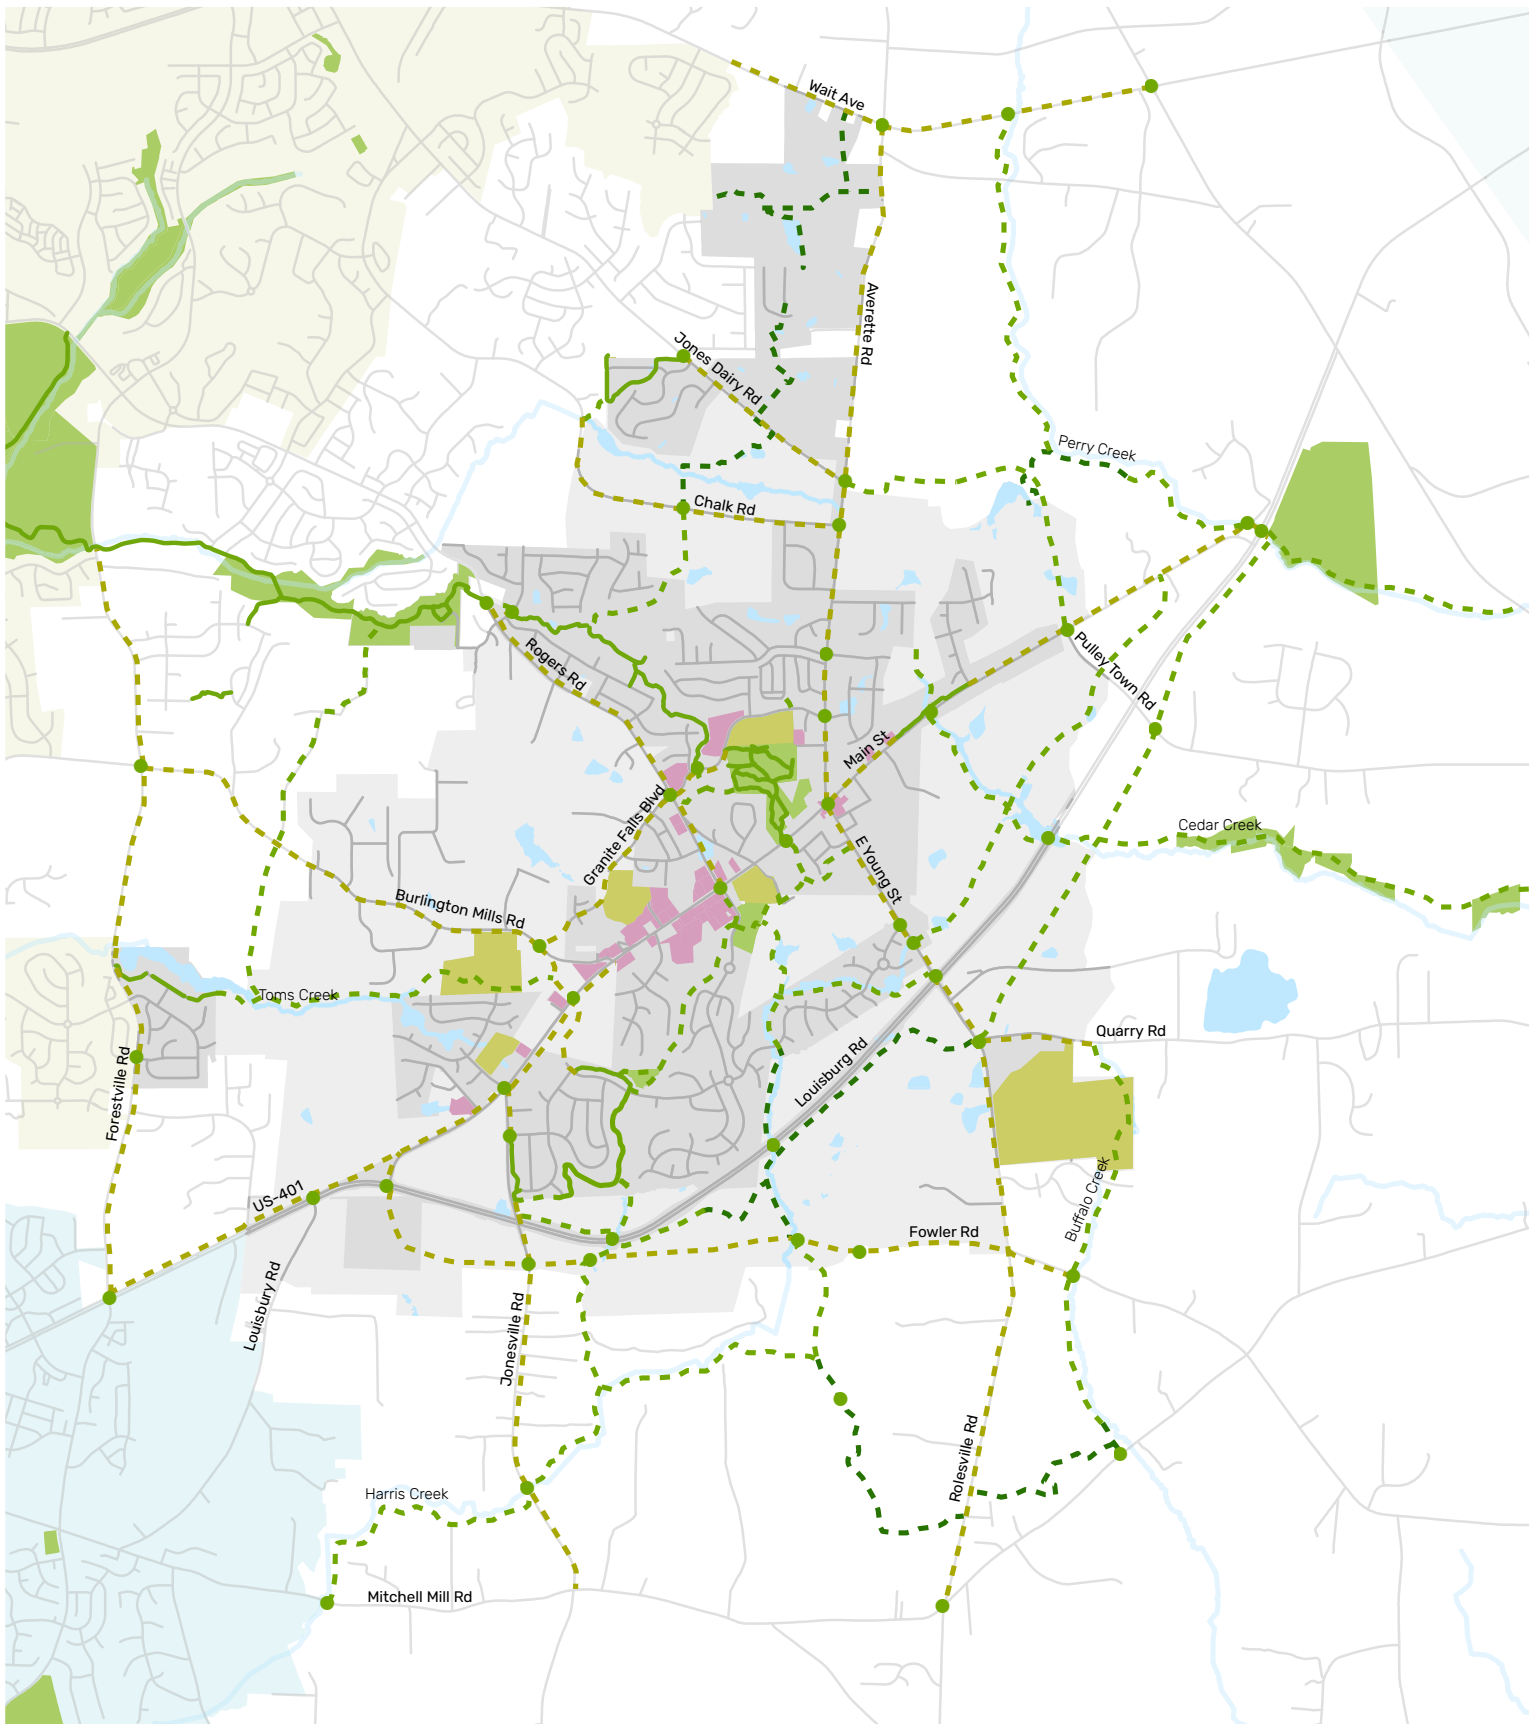 Wait Ave
Averette Rd
Jones Dairy Rd
Perry Creek
Chalk Rd
Rogers Rd
Pulley Town Rd
Main St
Granite Falls Blvd
Cedar Creek
E Young St
Burlington Mills Rd
Toms Creek
Quarry Rd
Louisburg Rd
Forestville Rd
Buffalo Creek
US-401
Fowler Rd
Louisbury Rd
Jonesville Rd
Rolesville Rd
Harris Creek
Mitchell Mill Rd